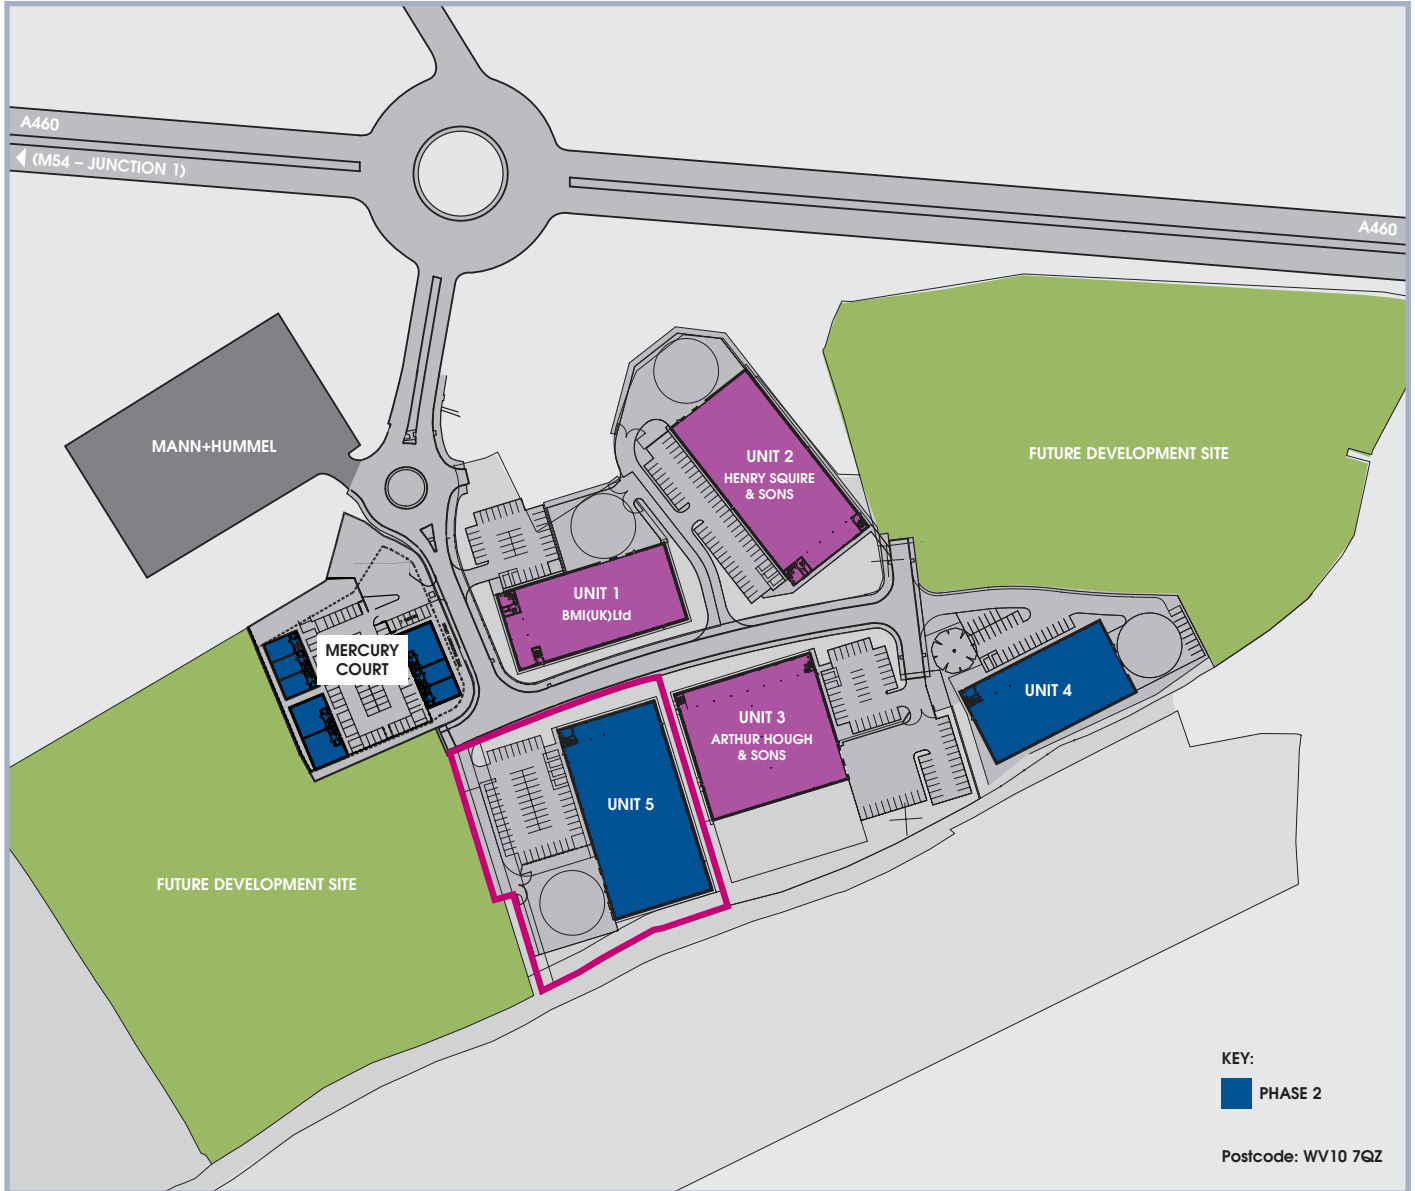 A460
(M54 – JUNCTION 1)
A460
MANN+HUMMEL
UNIT 2
HENRY SQUIRE
& SONS
FUTURE DEVELOPMENT SITE
UNIT 1
BMI(UK)Ltd
MERCURY
COURT
UNIT 4
UNIT 3
ARTHUR HOUGH
& SONS
UNIT 5
FUTURE DEVELOPMENT SITE
KEY:
PHASE 2
Postcode: WV10 7QZ